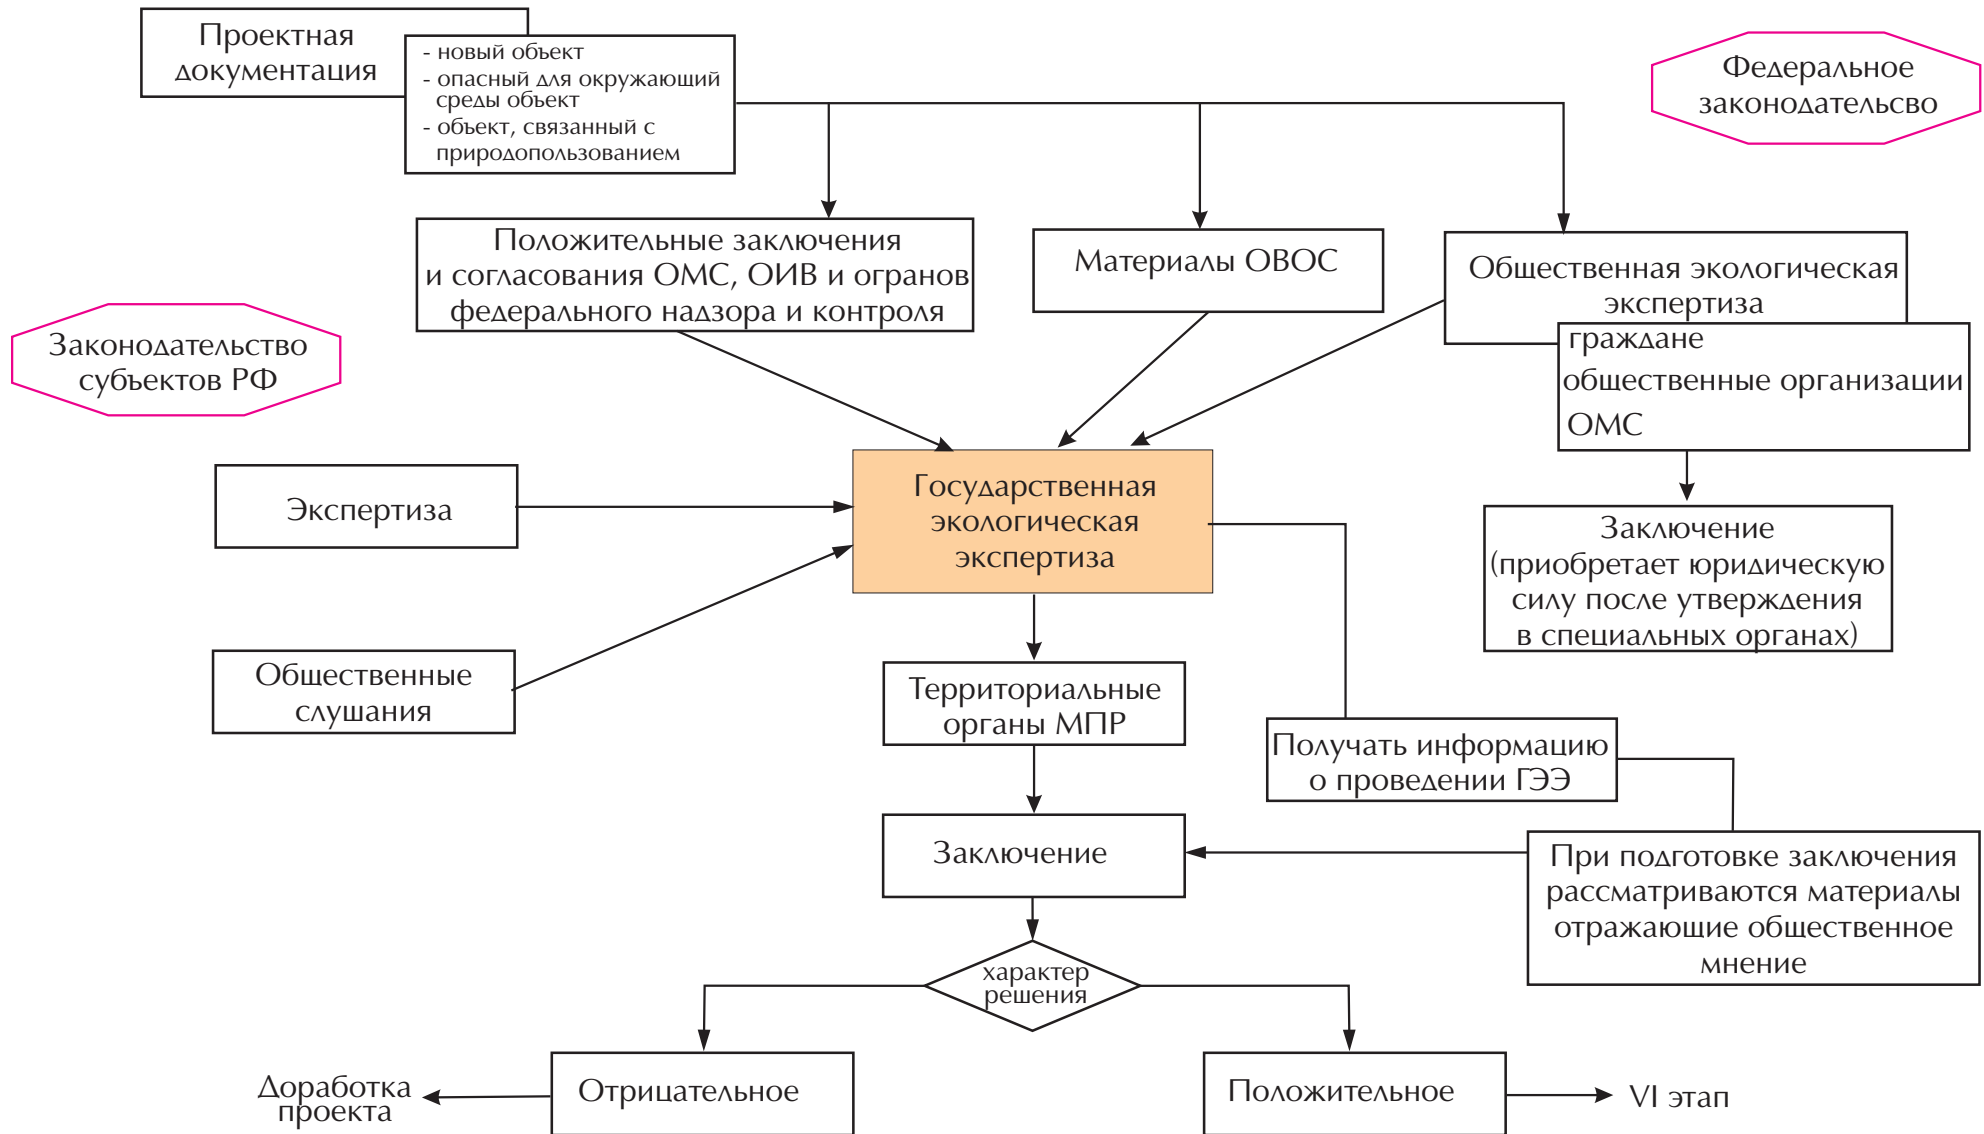 Проектная
документация
- новый объект
- опасный для окружающий
среды объект
- объект, связанный с
природопользованием
Федеральное
законодательсво
Положительные заключения
и согласования ОМС, ОИВ и огранов
федерального надзора и контроля
Материалы ОВОС
Общественная экологическая
экспертиза
граждане
общественные организации
ОМС
Законодательство
субъектов РФ
Экспертиза
Государственная
экологическая
экспертиза
Заключение
(приобретает юридическую
силу после утверждения
в специальных органах)
Общественные
слушания
Территориальные
органы МПР
Получать информацию
о проведении ГЭЭ
Заключение
При подготовке заключения
рассматриваются материалы
отражающие общественное
мнение
характер
решения
Доработка
проекта
Отрицательное
Положительное
VI этап